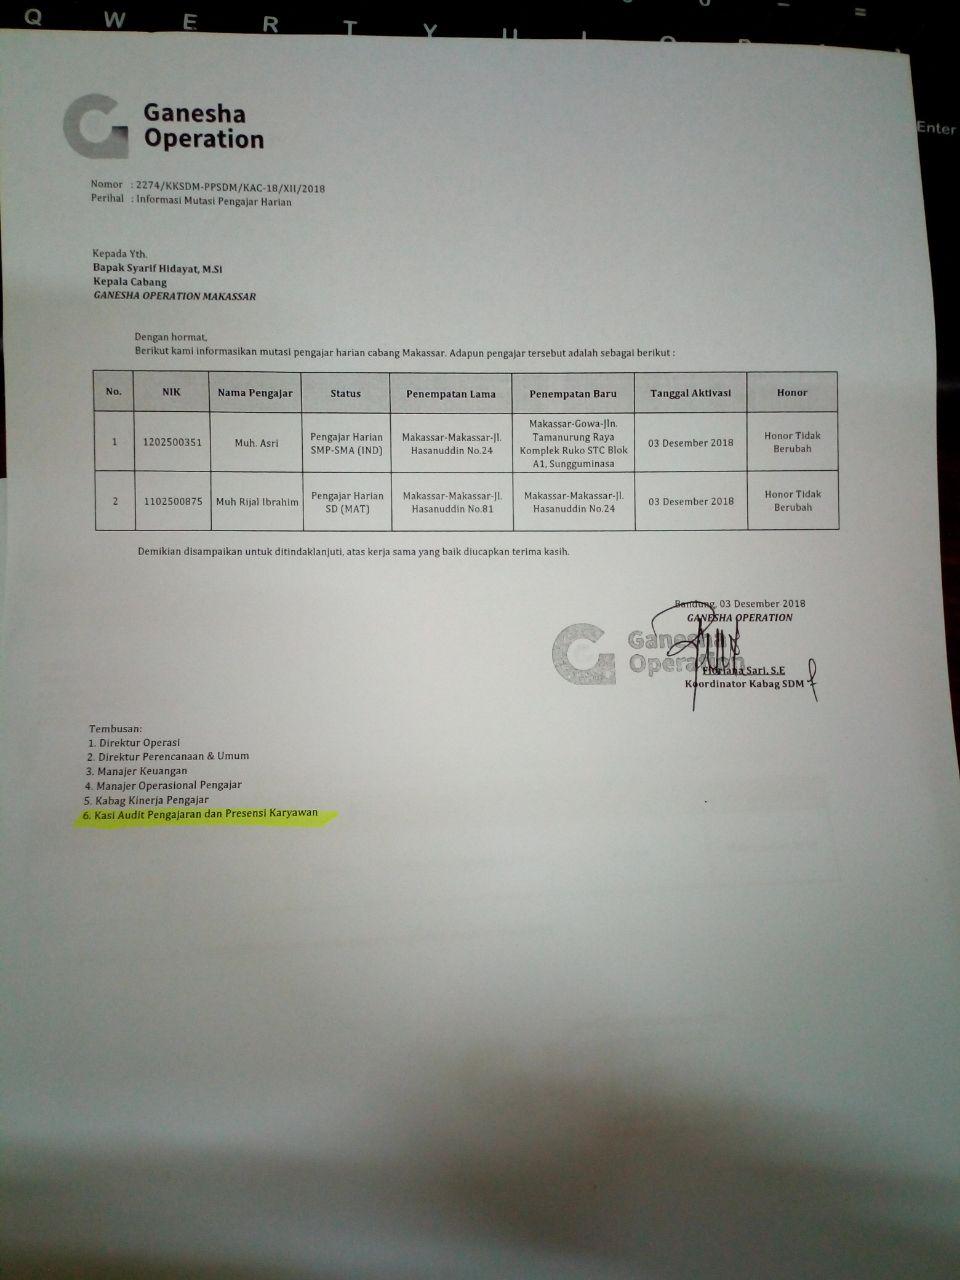 Q W E R T Y U
=
Enter
Ganesha
Operation
Nomor : 2274/KKSDM-PPSDM/KAC-18/XII/2018
Perihal : Informasi Mutasi Pengajar Harian
Kepada Yth.
Bapak Syarif Hidayat, M.SI
Kepala Cabang
GANESHA OPERATION MAKASSAR
Dengan hormat,
Berikut kami informasikan mutasi pengajar harian cabang Makassar. Adapun pengajar tersebut adalah sebagai berikut :
No. NIK Nama Pengajar Status Penempatan Lama Penempatan Baru Tanggal Aktivasi Honor
1 1202500351 Muh. Asri Pengajar Harian SMP-SMA (IND) Makassar-Makassar-Jl. Hasanuddin No.24 Makassar-Gowa-Jln. Tamanurung Raya Komplek Ruko STC Blok A1, Sungguminasa 03 Desember 2018 Honor Tidak Berubah
2 1102500875 Muh Rijal Ibrahim Pengajar Harian SD (MAT) Makassar-Makassar-Jl. Hasanuddin No.81 Makassar-Makassar-Jl. Hasanuddin No.24 03 Desember 2018 Honor Tidak Berubah
Demikian disampaikan untuk ditindaklanjuti, atas kerja sama yang baik diucapkan terima kasih.
Bandung, 03 Desember 2018
GANESHA OPERATION
Ganesha
Operation
Sari, S.E
Koordinator Kabag SDM
Tembusan:
1. Direktur Operasi
2. Direktur Perencanaan & Umum
3. Manajer Keuangan
4. Manajer Operasional Pengajar
5. Kabag Kinerja Pengajar
6. Kasi Audit Pengajaran dan Presensi Karyawan